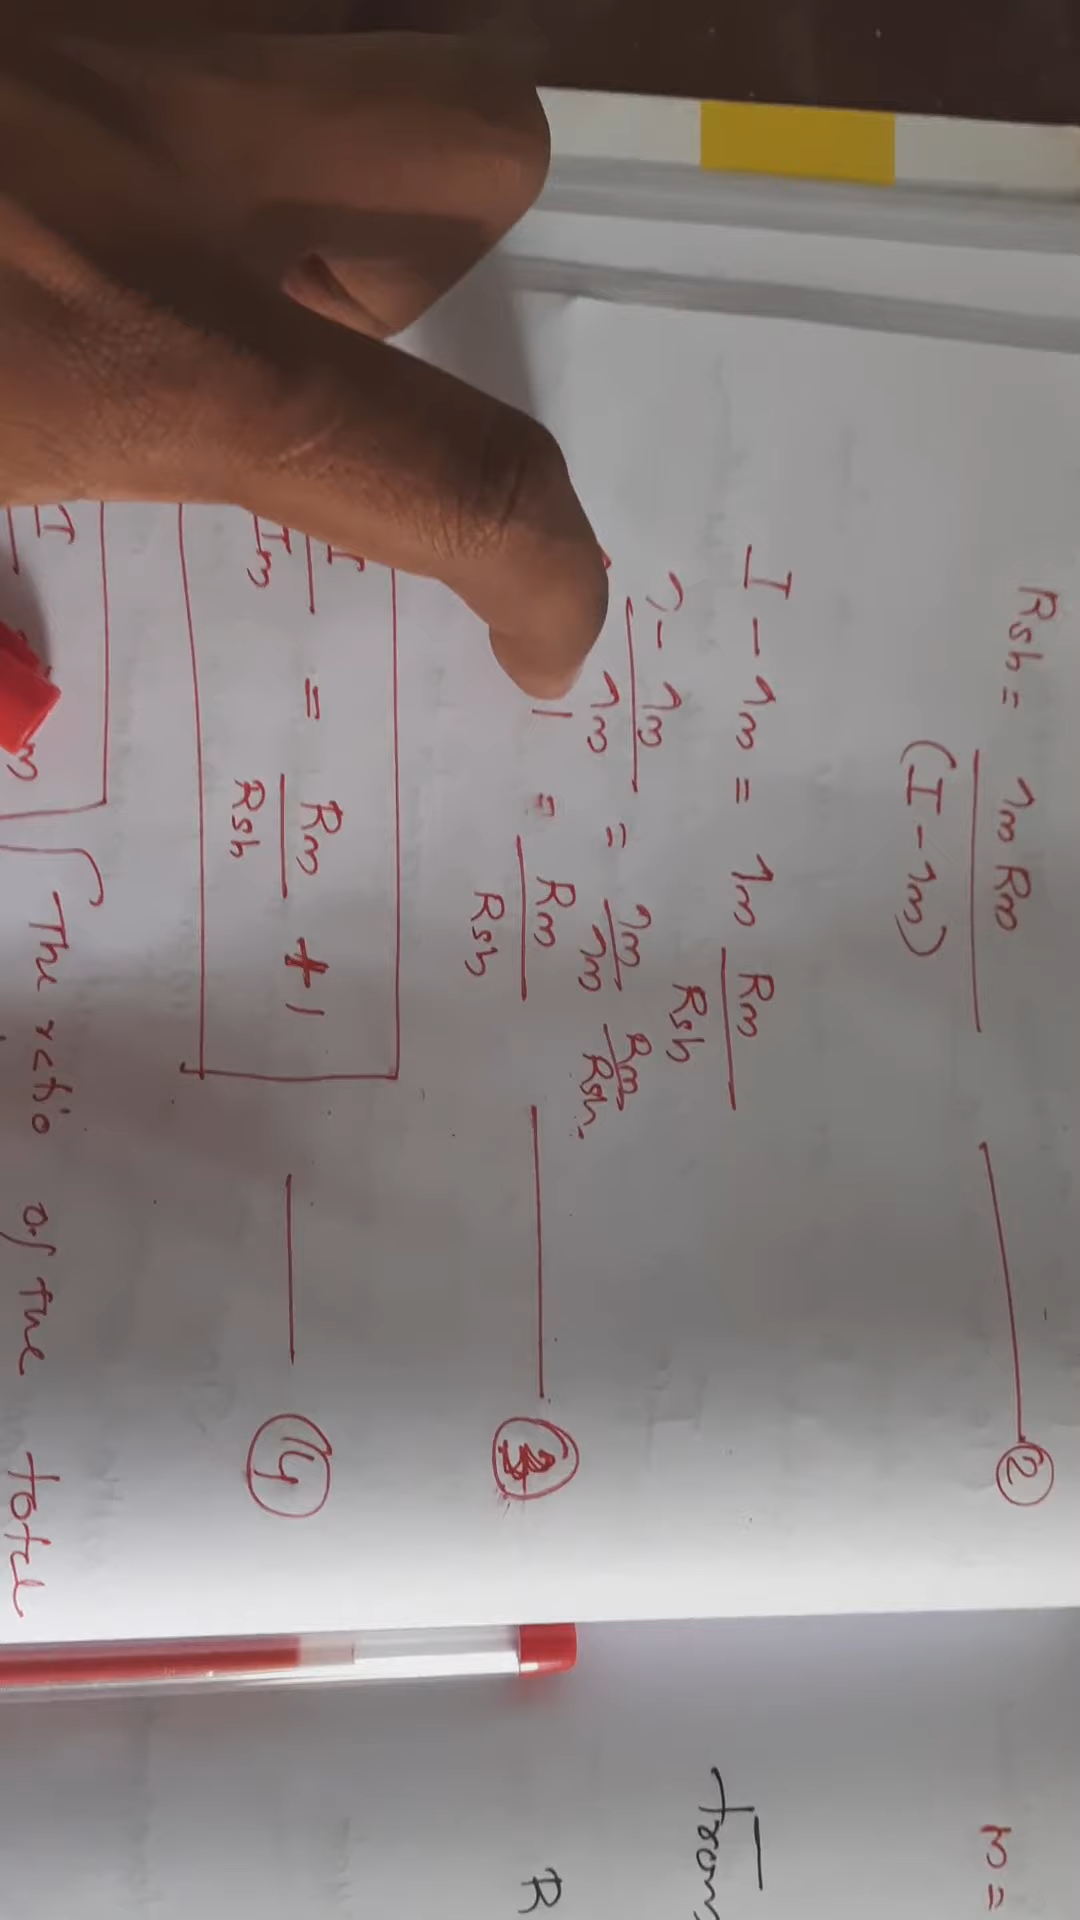 Rsh = Im Rm / (I - Im) ②
I - Im = Im Rm / Rsh
I - Im / Im = Im / Im Rm / Rsh.
1 = Rm / Rsh ③
I / Im = Rm / Rsh + 1 (4)
I
m
The ratio of the total
m =
from
R